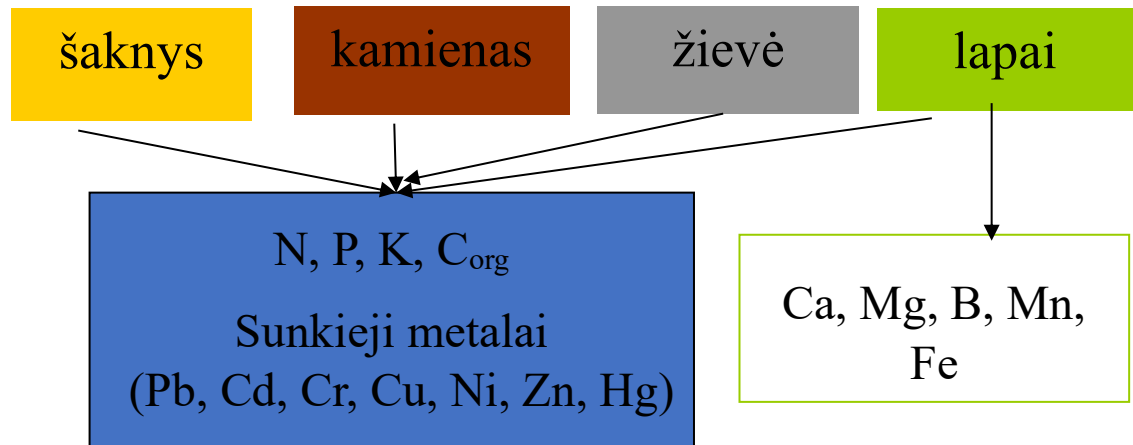 šaknys
kamienas
žievė
lapai
N, P, K, Corg
Sunkieji metalai
(Pb, Cd, Cr, Cu, Ni, Zn, Hg)
Ca, Mg, B, Mn,
Fe